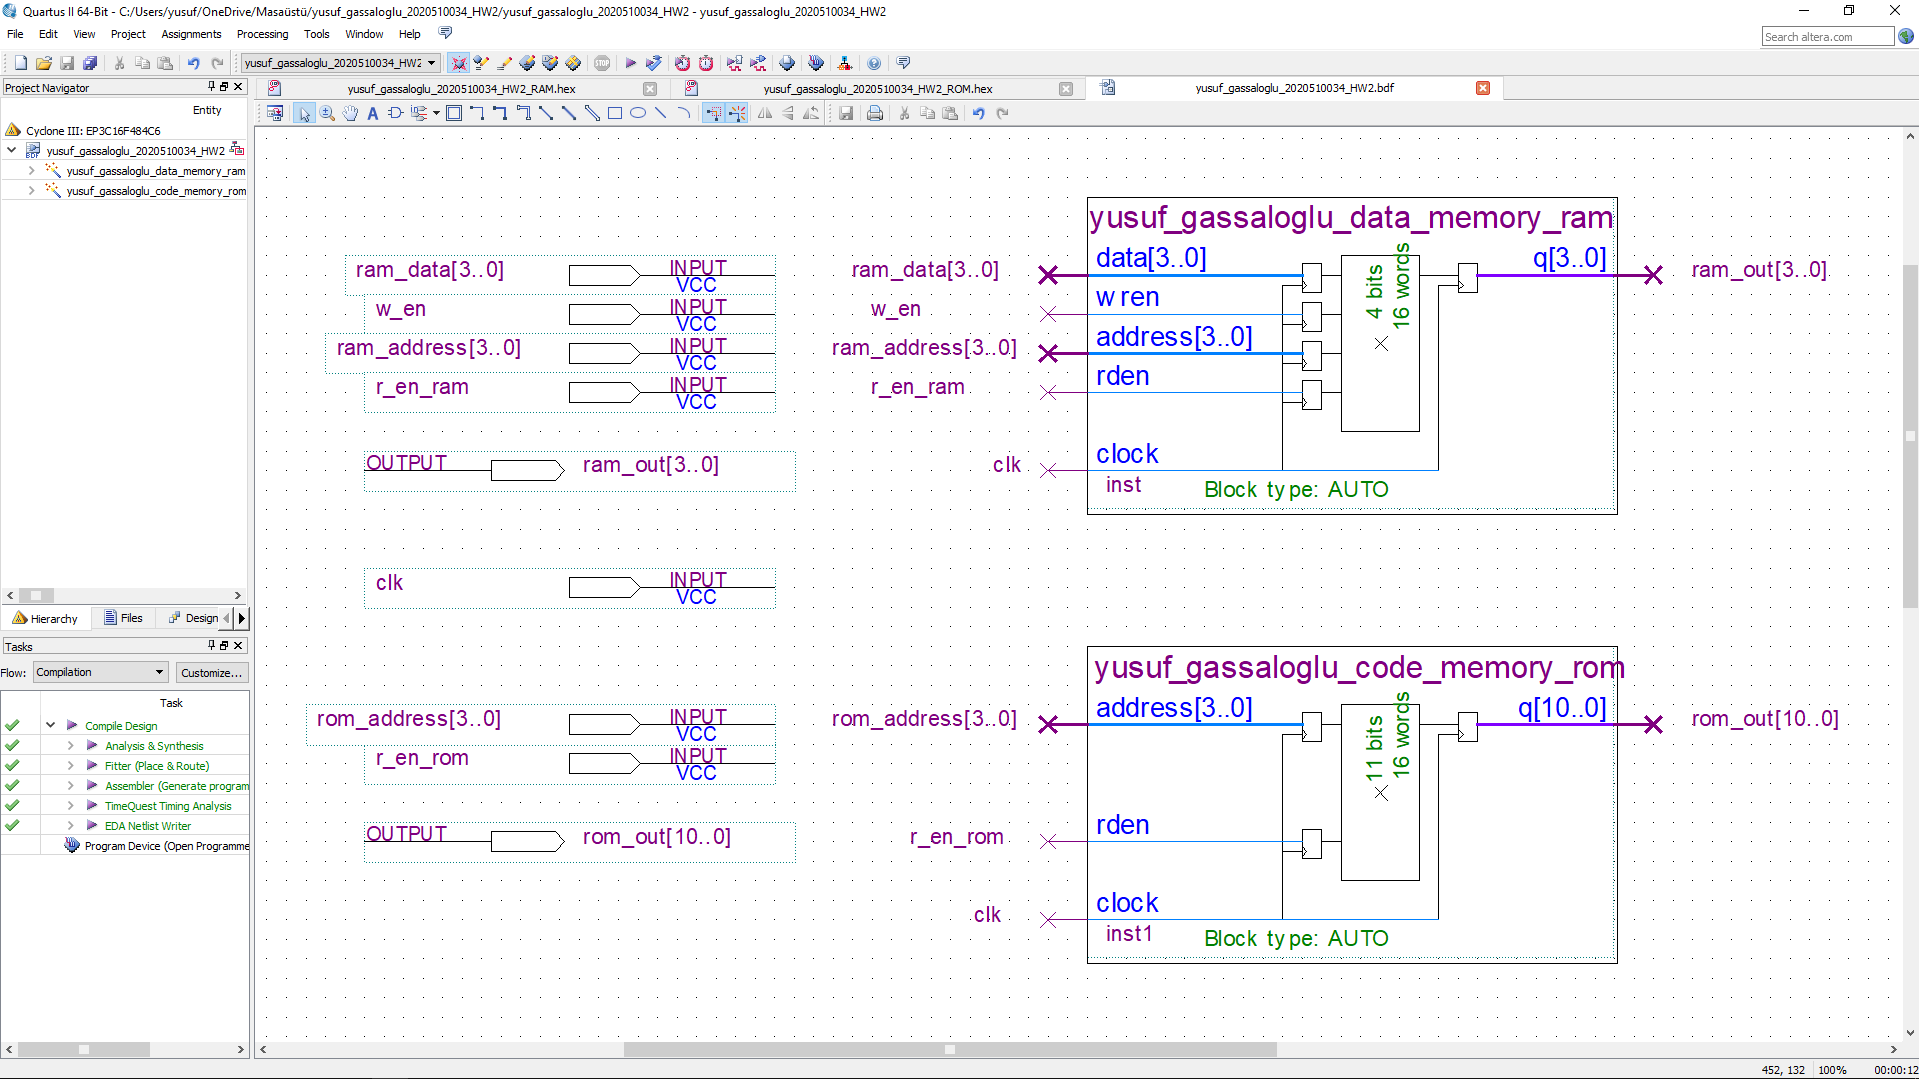 Quartus II 64-Bit - C:/Users/yusuf/OneDrive/Masaüstü/yusuf_gassaloglu_2020510034_HW2/yusuf_gassaloglu_2020510034_HW2 - yusuf_gassaloglu_2020510034_HW2
File Edit View Project Assignments Processing Tools Window Help
Search altera.com
yusuf_gassaloglu_2020510034_HW2
STOP
Project Navigator
yusuf_gassaloglu_2020510034_HW2_RAM.hex
yusuf_gassaloglu_2020510034_HW2_ROM.hex
yusuf_gassaloglu_2020510034_HW2.bdf
Entity
Cyclone III: EP3C16F484C6
yusuf_gassaloglu_2020510034_HW2
yusuf_gassaloglu_data_memory_ram
yusuf_gassaloglu_code_memory_rom
Hierarchy Files Design
Tasks
Flow: Compilation Customize...
Task
Compile Design
Analysis & Synthesis
Fitter (Place & Route)
Assembler (Generate program
TimeQuest Timing Analysis
EDA Netlist Writer
Program Device (Open Programme
ram_data[3..0] INPUT
VCC
w_en INPUT
VCC
ram_address[3..0] INPUT
VCC
r_en_ram INPUT
VCC
OUTPUT ram_out[3..0]
clk INPUT
VCC
rom_address[3..0] INPUT
VCC
r_en_rom INPUT
VCC
OUTPUT rom_out[10..0]
yusuf_gassaloglu_data_memory_ram
ram_data[3..0] data[3..0] q[3..0] ram_out[3..0]
w_en wren
ram_address[3..0] address[3..0]
r_en_ram rden
4 bits
16 words
clk clock
inst Block type: AUTO
yusuf_gassaloglu_code_memory_rom
rom_address[3..0] address[3..0] q[10..0] rom_out[10..0]
11 bits
16 words
r_en_rom rden
clk clock
inst1 Block type: AUTO
452, 132 100% 00:00:12